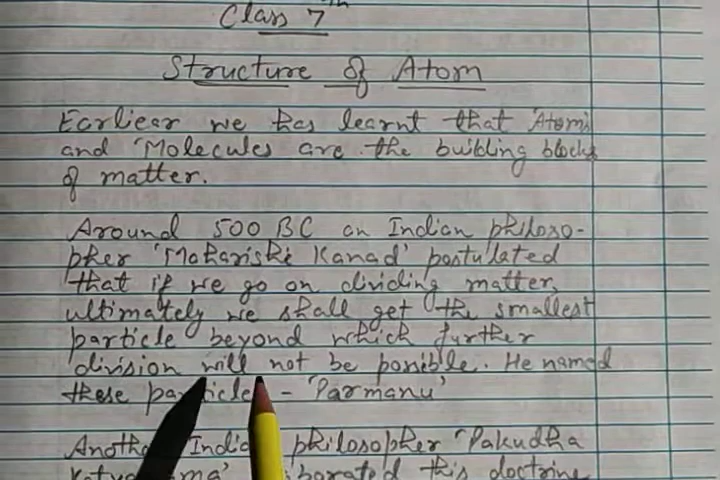 Class 7th
Structure of Atom
Earlier we has learnt that 'Atoms
and 'Molecules are the building blocks
of matter.
Around 500 BC an Indian philoso-
pher 'Maharishi Kanad' postulated
that if we go on dividing matter,
ultimately we shall get the smallest
particle beyond which further
division will not be possible. He named
these particle - 'Parmanu'
Indian philosopher 'Pakudha
this doctrine